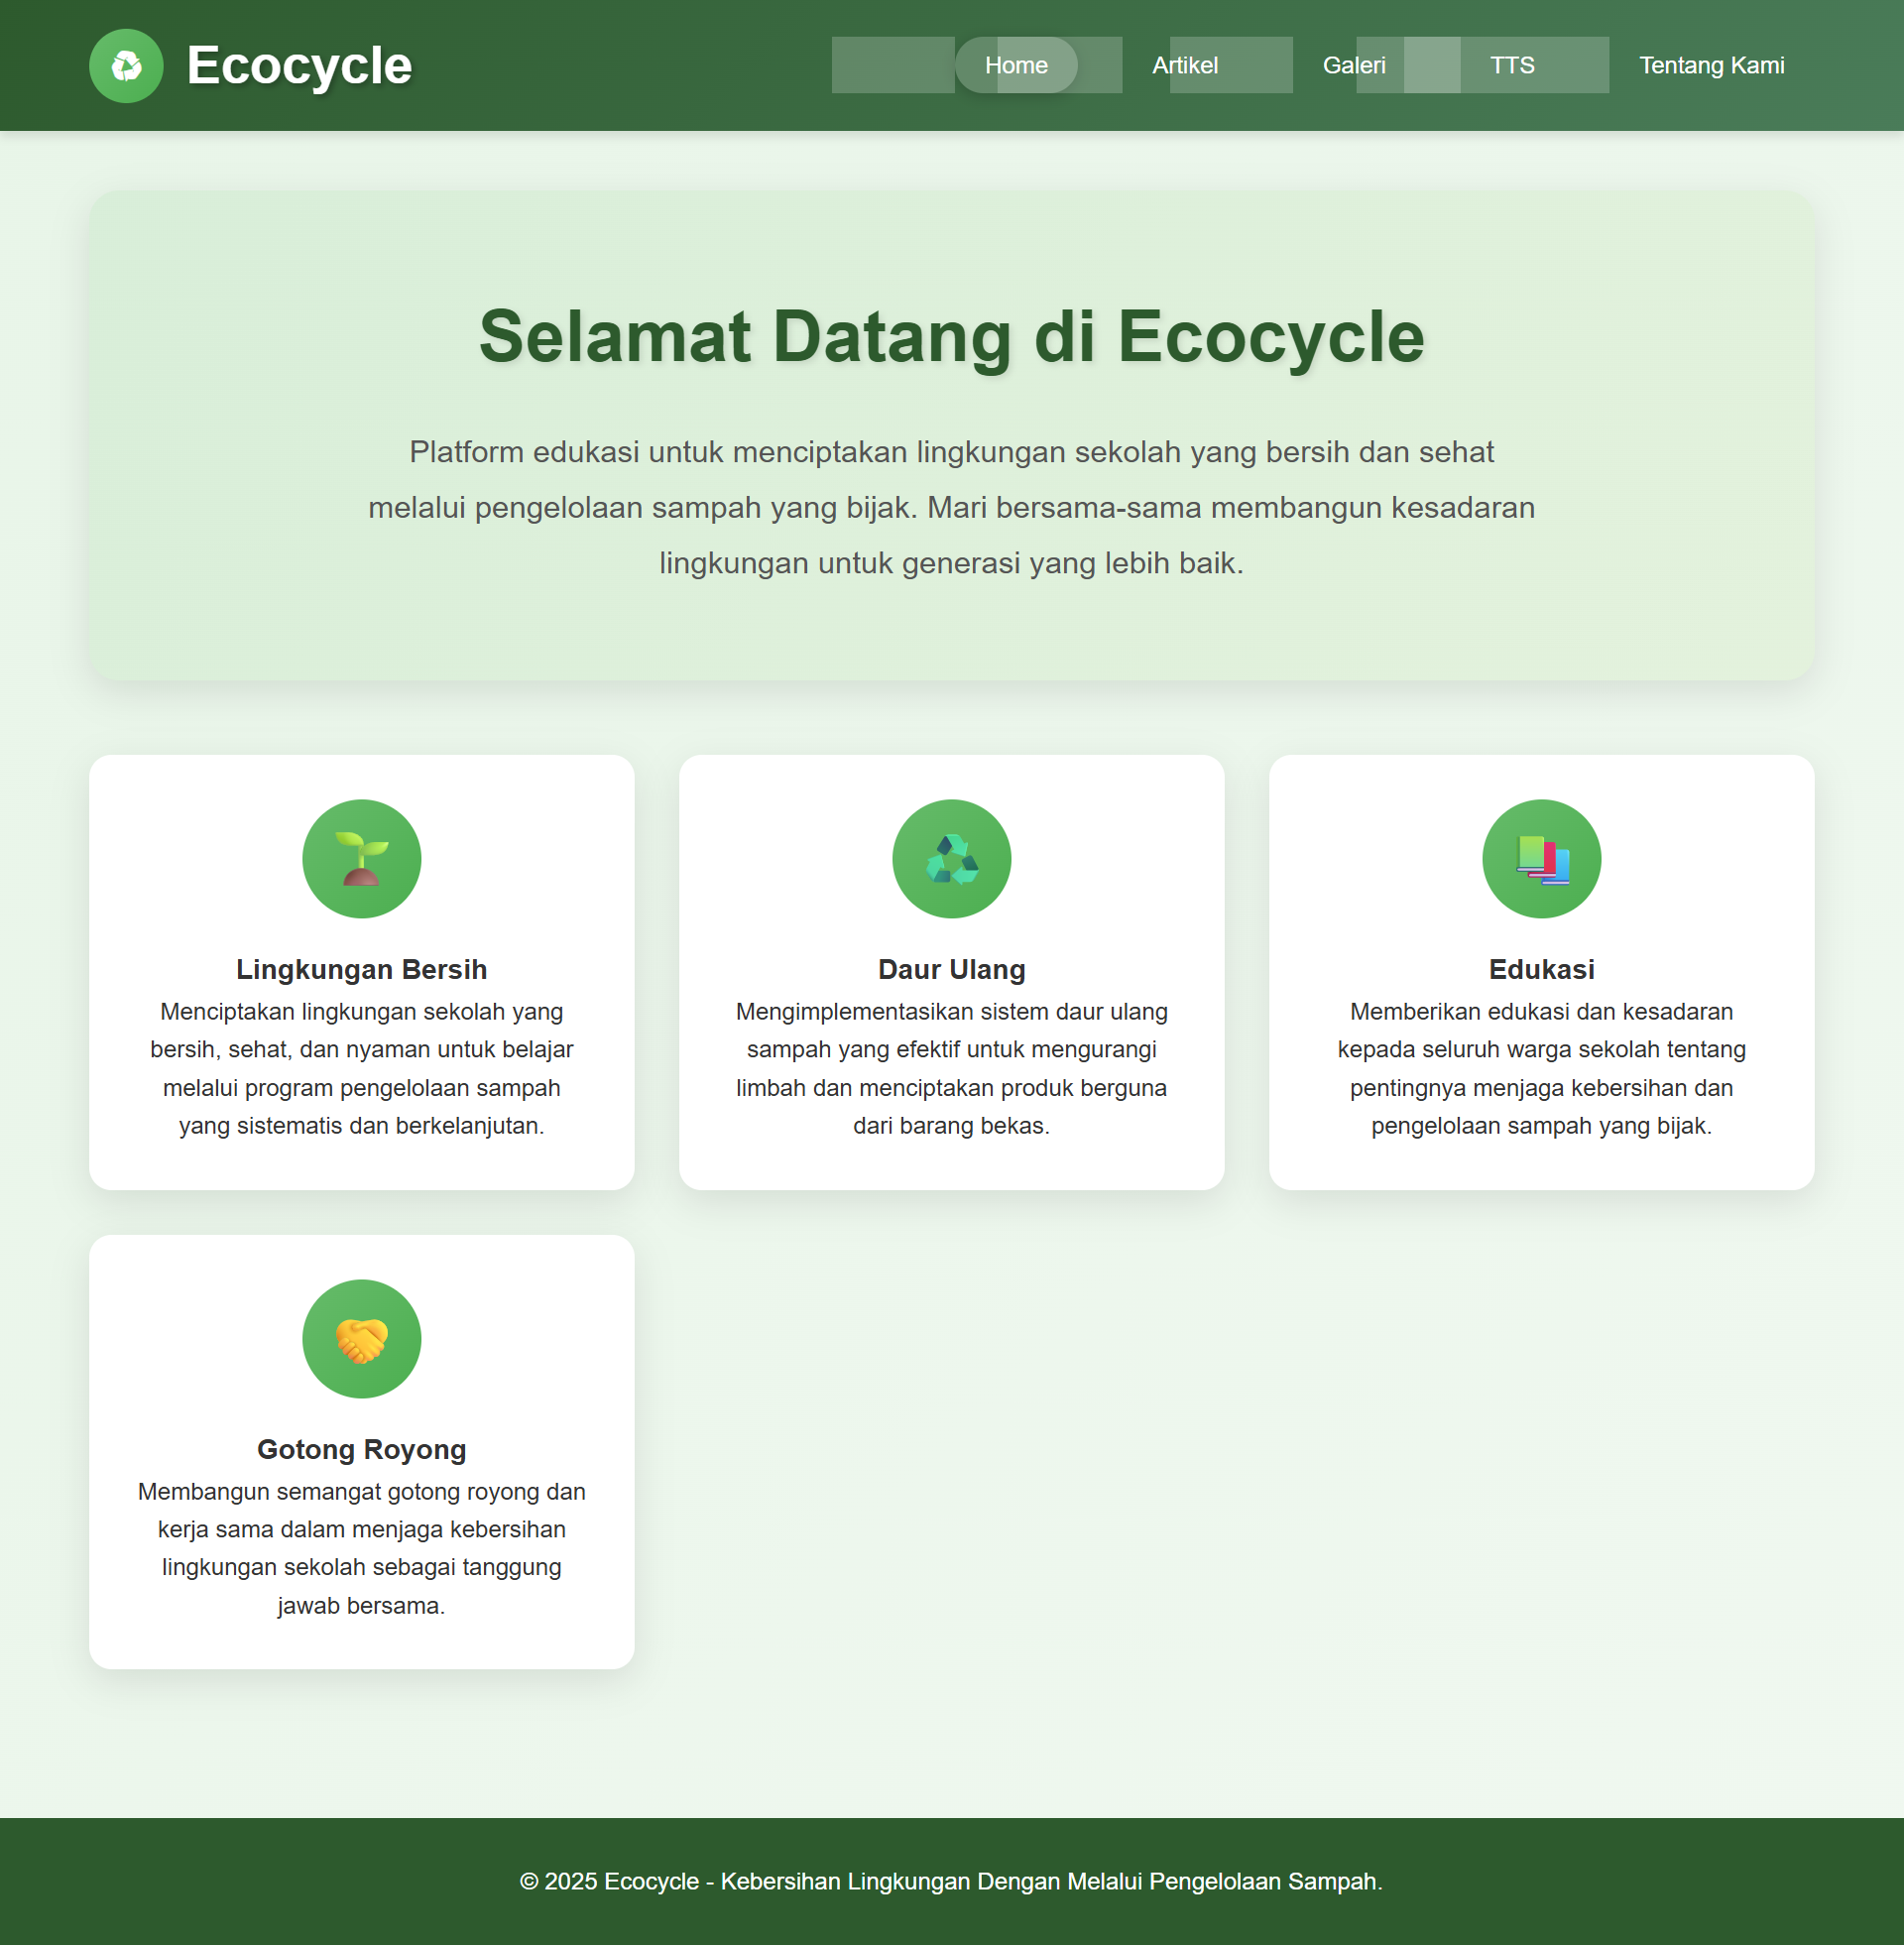 Ecocycle
Home
Artikel
Galeri
TTS
Tentang Kami
Selamat Datang di Ecocycle
Platform edukasi untuk menciptakan lingkungan sekolah yang bersih dan sehat
melalui pengelolaan sampah yang bijak. Mari bersama-sama membangun kesadaran
lingkungan untuk generasi yang lebih baik.
Lingkungan Bersih
Menciptakan lingkungan sekolah yang
bersih, sehat, dan nyaman untuk belajar
melalui program pengelolaan sampah
yang sistematis dan berkelanjutan.
Daur Ulang
Mengimplementasikan sistem daur ulang
sampah yang efektif untuk mengurangi
limbah dan menciptakan produk berguna
dari barang bekas.
Edukasi
Memberikan edukasi dan kesadaran
kepada seluruh warga sekolah tentang
pentingnya menjaga kebersihan dan
pengelolaan sampah yang bijak.
Gotong Royong
Membangun semangat gotong royong dan
kerja sama dalam menjaga kebersihan
lingkungan sekolah sebagai tanggung
jawab bersama.
© 2025 Ecocycle - Kebersihan Lingkungan Dengan Melalui Pengelolaan Sampah.